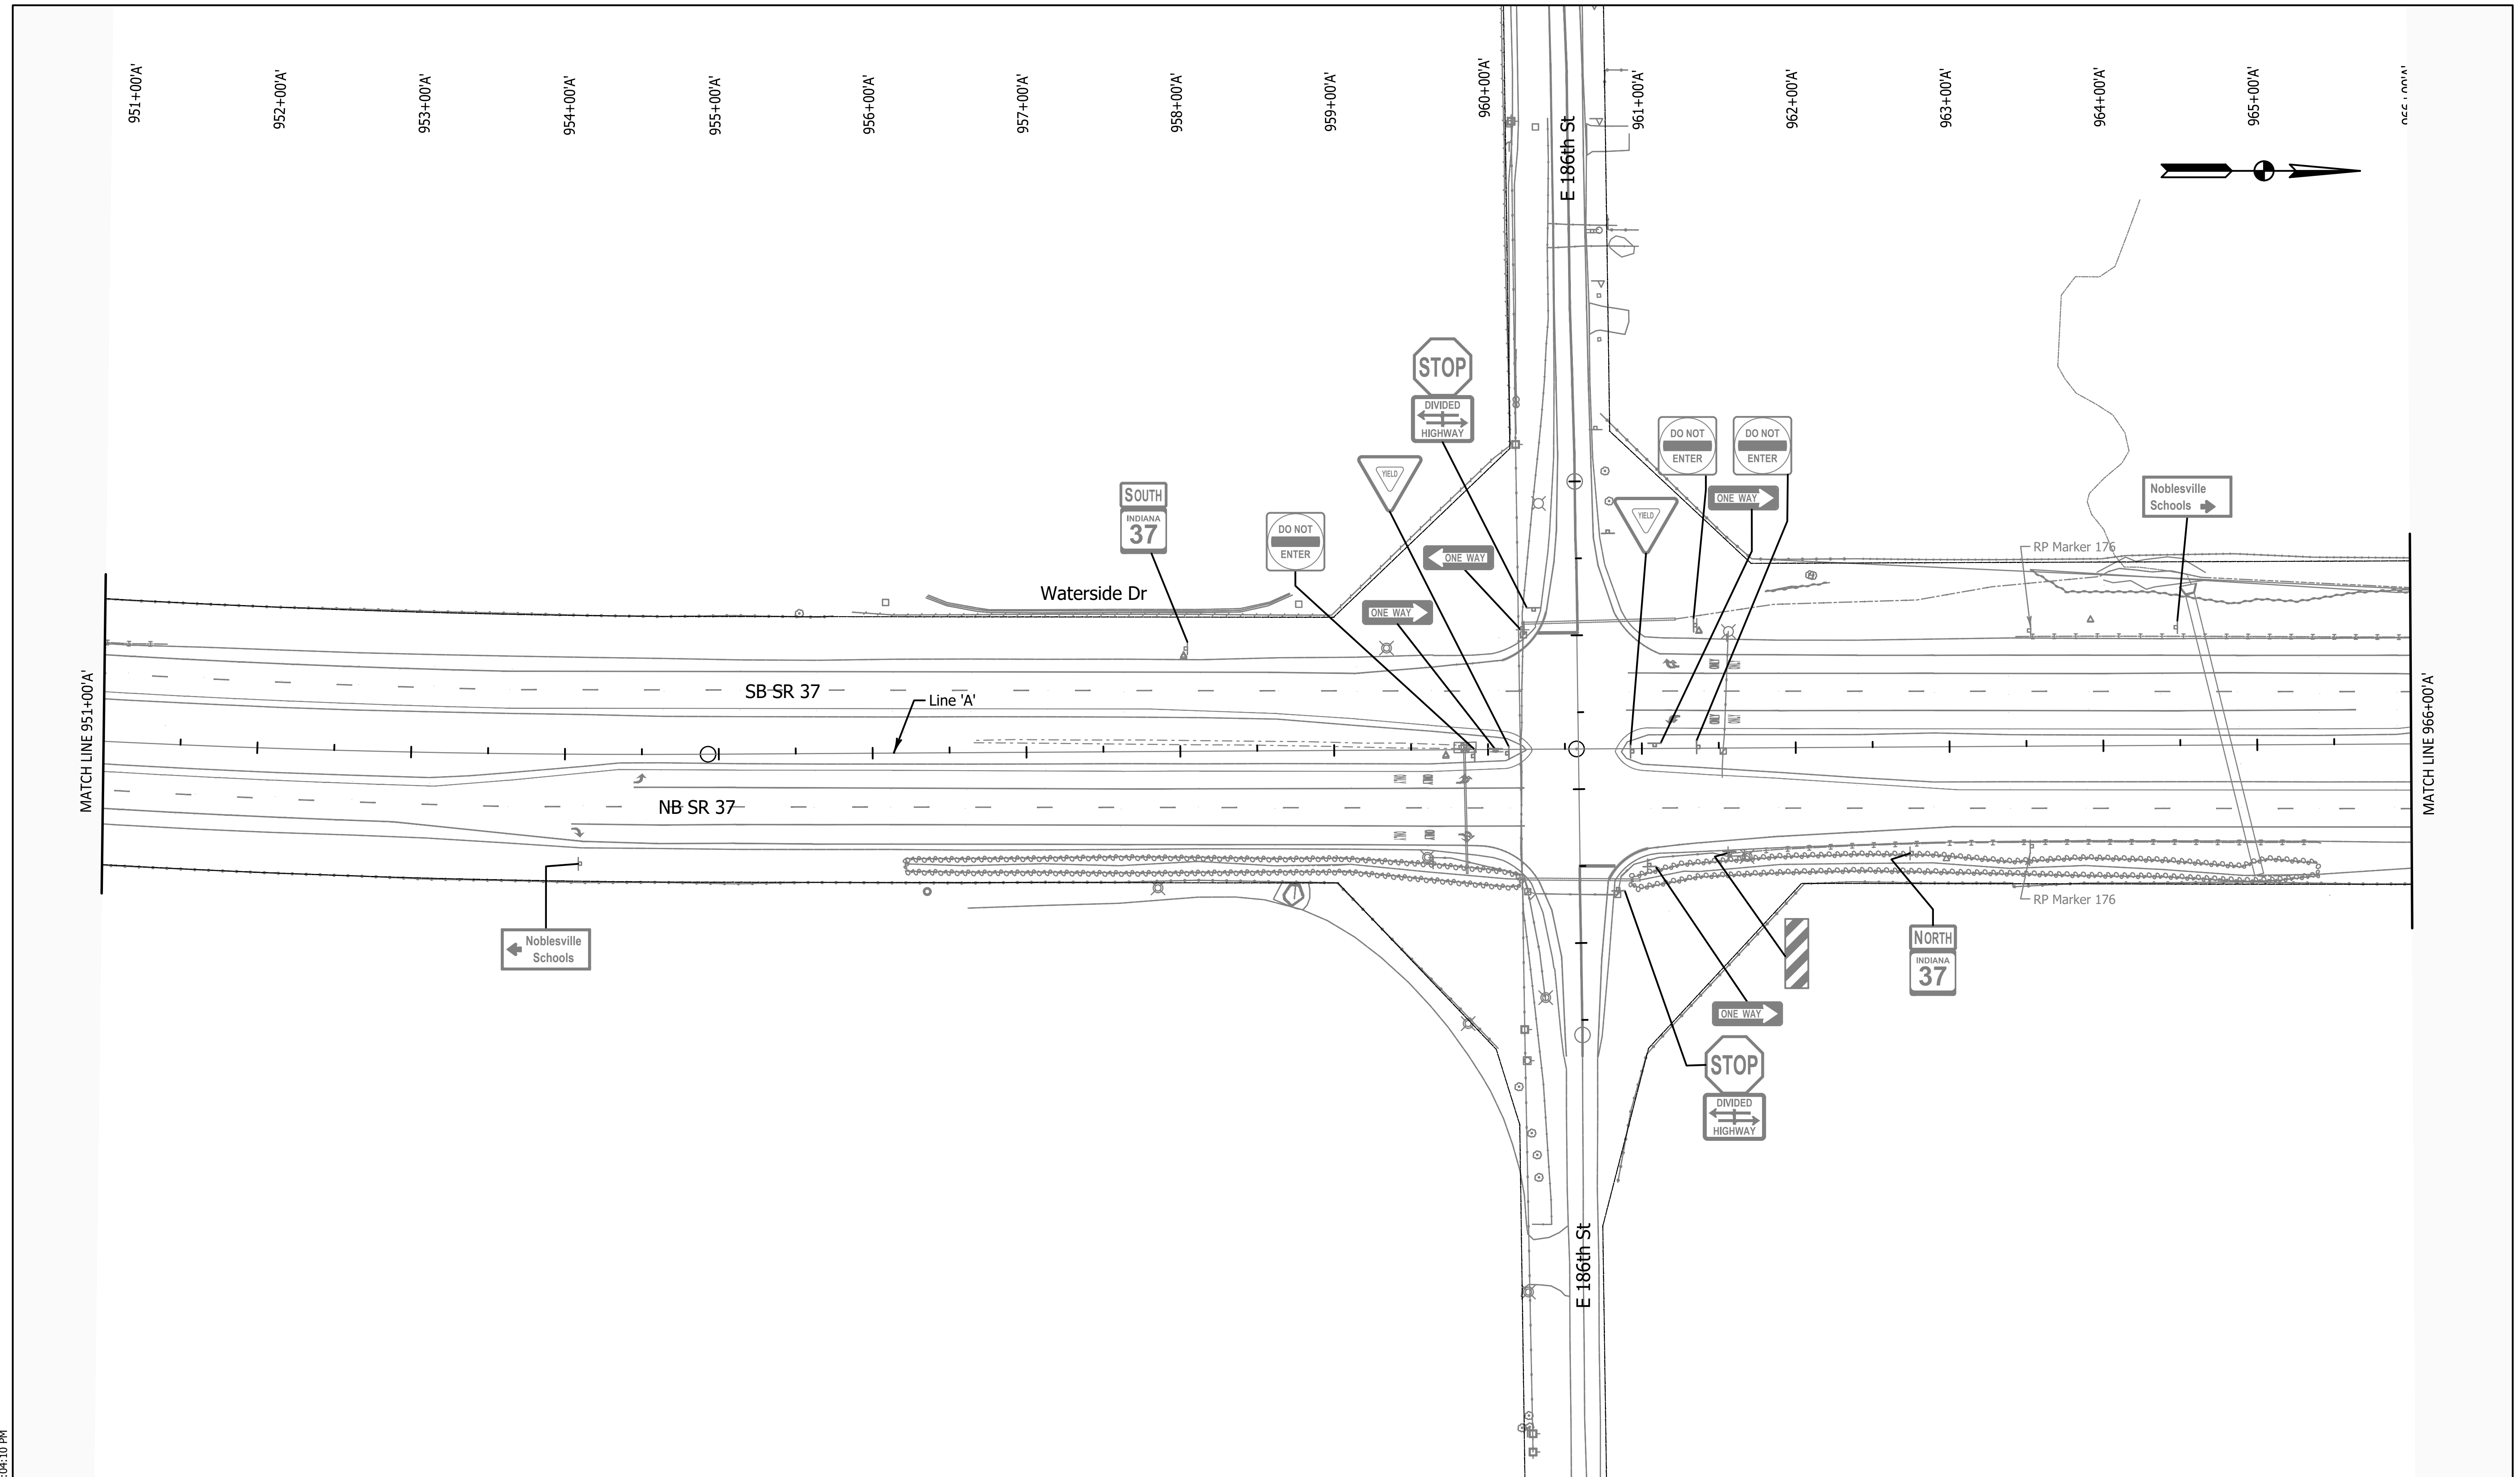 951+00'A'
952+00'A'
953+00'A'
954+00'A'
955+00'A'
956+00'A'
957+00'A'
958+00'A'
959+00'A'
960+00'A'
961+00'A'
962+00'A'
963+00'A'
964+00'A'
965+00'A'
E 186th St
STOP
DIVIDED
HIGHWAY
YIELD
SOUTH
INDIANA
37
DO NOT
ENTER
ONE WAY
ONE WAY
DO NOT
ENTER
DO NOT
ENTER
ONE WAY
YIELD
Noblesville
Schools
RP Marker 176
Waterside Dr
SB SR 37
Line 'A'
NB SR 37
MATCH LINE 951+00'A'
MATCH LINE 966+00'A'
Noblesville
Schools
RP Marker 176
NORTH
INDIANA
37
ONE WAY
STOP
DIVIDED
HIGHWAY
E 186th St
:04:10 PM